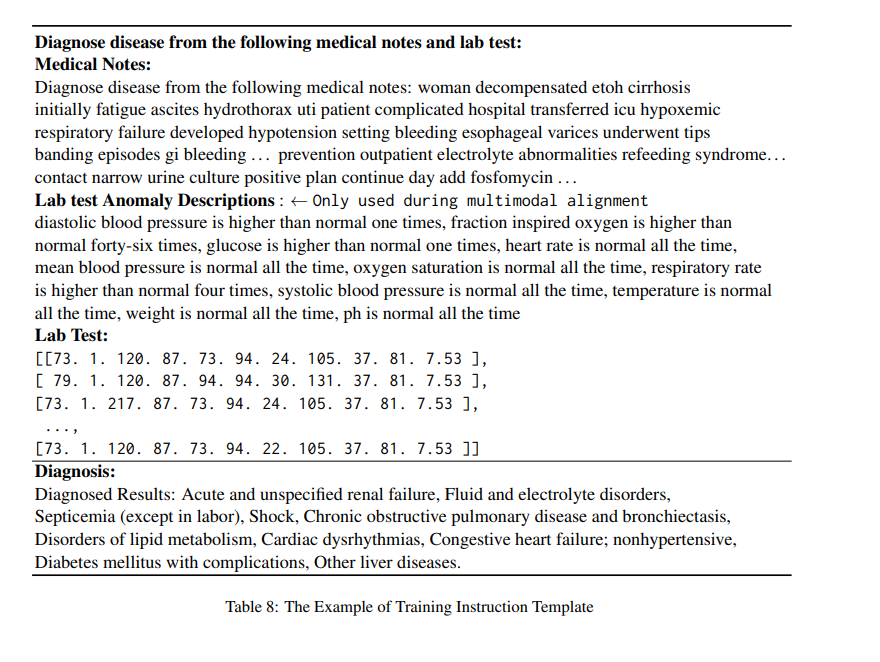 Diagnose disease from the following medical notes and lab test:
Medical Notes:
Diagnose disease from the following medical notes: woman decompensated etoh cirrhosis
initially fatigue ascites hydrothorax uti patient complicated hospital transferred icu hypoxemic
respiratory failure developed hypotension setting bleeding esophageal varices underwent tips
banding episodes gi bleeding ... prevention outpatient electrolyte abnormalities refeeding syndrome...
contact narrow urine culture positive plan continue day add fosfomycin ...
Lab test Anomaly Descriptions : ← Only used during multimodal alignment
diastolic blood pressure is higher than normal one times, fraction inspired oxygen is higher than
normal forty-six times, glucose is higher than normal one times, heart rate is normal all the time,
mean blood pressure is normal all the time, oxygen saturation is normal all the time, respiratory rate
is higher than normal four times, systolic blood pressure is normal all the time, temperature is normal
all the time, weight is normal all the time, ph is normal all the time
Lab Test:
[[73. 1. 120. 87. 73. 94. 24. 105. 37. 81. 7.53 ],
[ 79. 1. 120. 87. 94. 94. 30. 131. 37. 81. 7.53 ],
[73. 1. 217. 87. 73. 94. 24. 105. 37. 81. 7.53 ],
...,
[73. 1. 120. 87. 73. 94. 22. 105. 37. 81. 7.53 ]]
Diagnosis:
Diagnosed Results: Acute and unspecified renal failure, Fluid and electrolyte disorders,
Septicemia (except in labor), Shock, Chronic obstructive pulmonary disease and bronchiectasis,
Disorders of lipid metabolism, Cardiac dysrhythmias, Congestive heart failure; nonhypertensive,
Diabetes mellitus with complications, Other liver diseases.
Table 8: The Example of Training Instruction Template